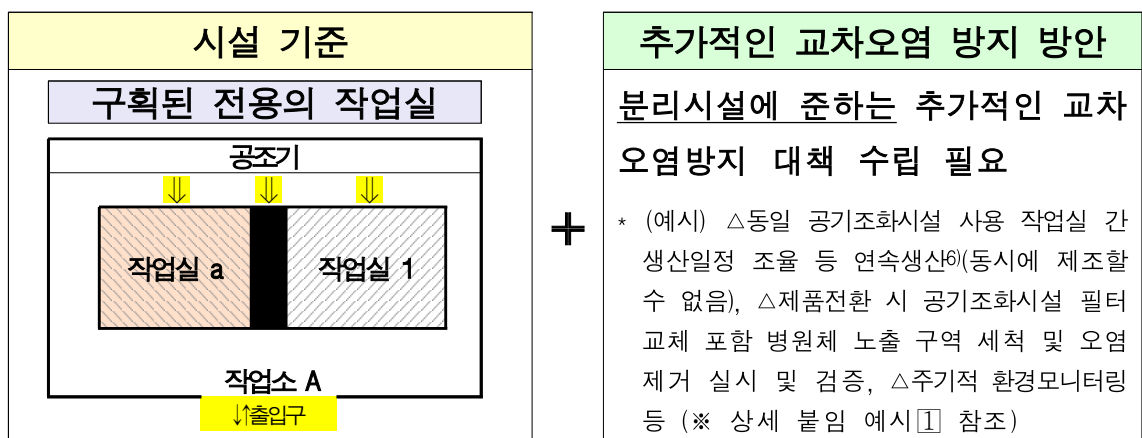 시설 기준
구획된 전용의 작업실
공조기
⇓ ⇓ ⇓
작업실 a
작업실 1
작업소 A
↓↑출입구
+
추가적인 교차오염 방지 방안
분리시설에 준하는 추가적인 교차
오염방지 대책 수립 필요
* (예시) △동일 공기조화시설 사용 작업실 간
생산일정 조율 등 연속생산6)(동시에 제조할
수 없음), △제품전환 시 공기조화시설 필터
교체 포함 병원체 노출 구역 세척 및 오염
제거 실시 및 검증, △주기적 환경모니터링
등 (※ 상세 붙임 예시1 참조)